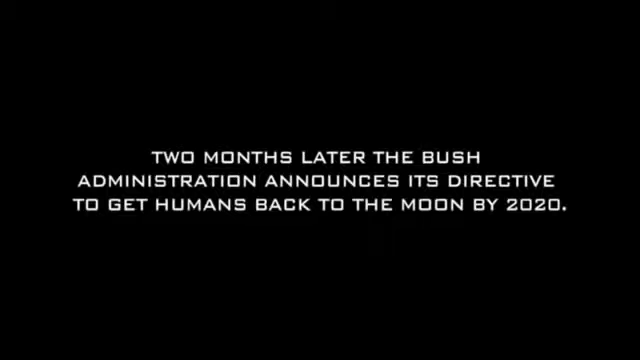 TWO MONTHS LATER THE BUSH
ADMINISTRATION ANNOUNCES ITS DIRECTIVE
TO GET HUMANS BACK TO THE MOON BY 2020.